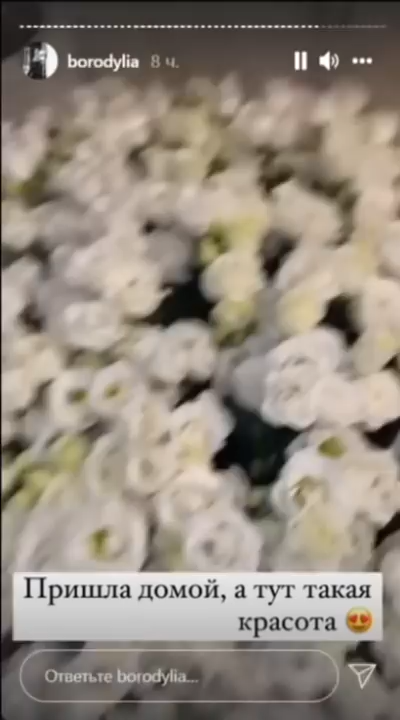 borodylia 8 ч.
Пришла домой, а тут такая
красота 😍
Ответьте borodylia...